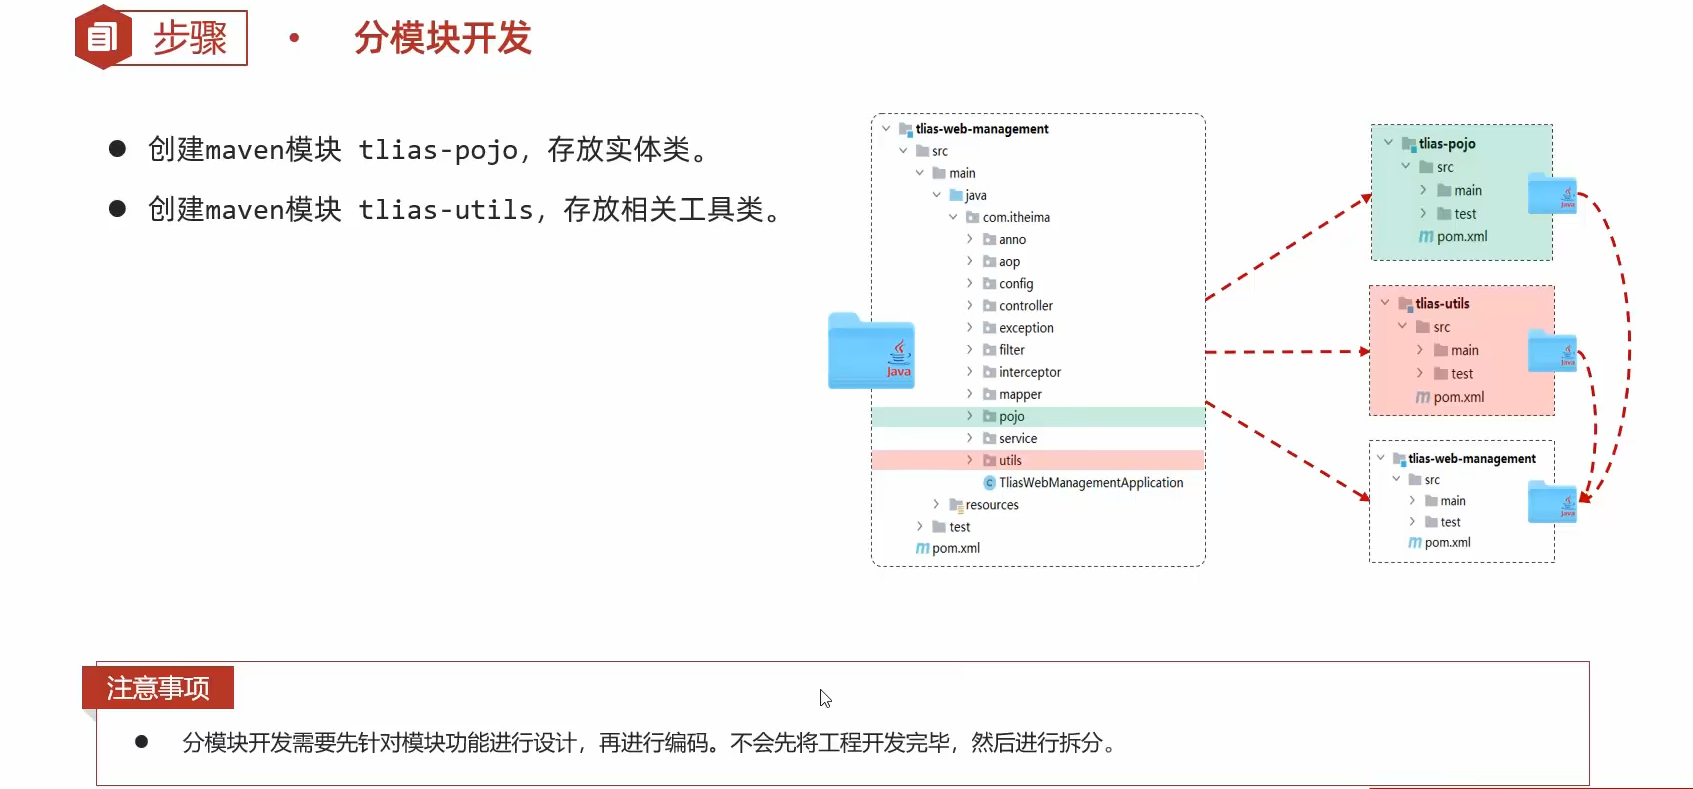 步骤 • 分模块开发
● 创建maven模块 tlias-pojo，存放实体类。
● 创建maven模块 tlias-utils，存放相关工具类。
tlias-web-management
src
main
java
com.itheima
anno
aop
config
controller
exception
filter
interceptor
mapper
pojo
service
utils
TliasWebManagementApplication
resources
test
pom.xml
Java
tlias-pojo
src
main
test
pom.xml
Java
tlias-utils
src
main
test
pom.xml
Java
tlias-web-management
src
main
test
pom.xml
Java
注意事项
● 分模块开发需要先针对模块功能进行设计，再进行编码。不会先将工程开发完毕，然后进行拆分。